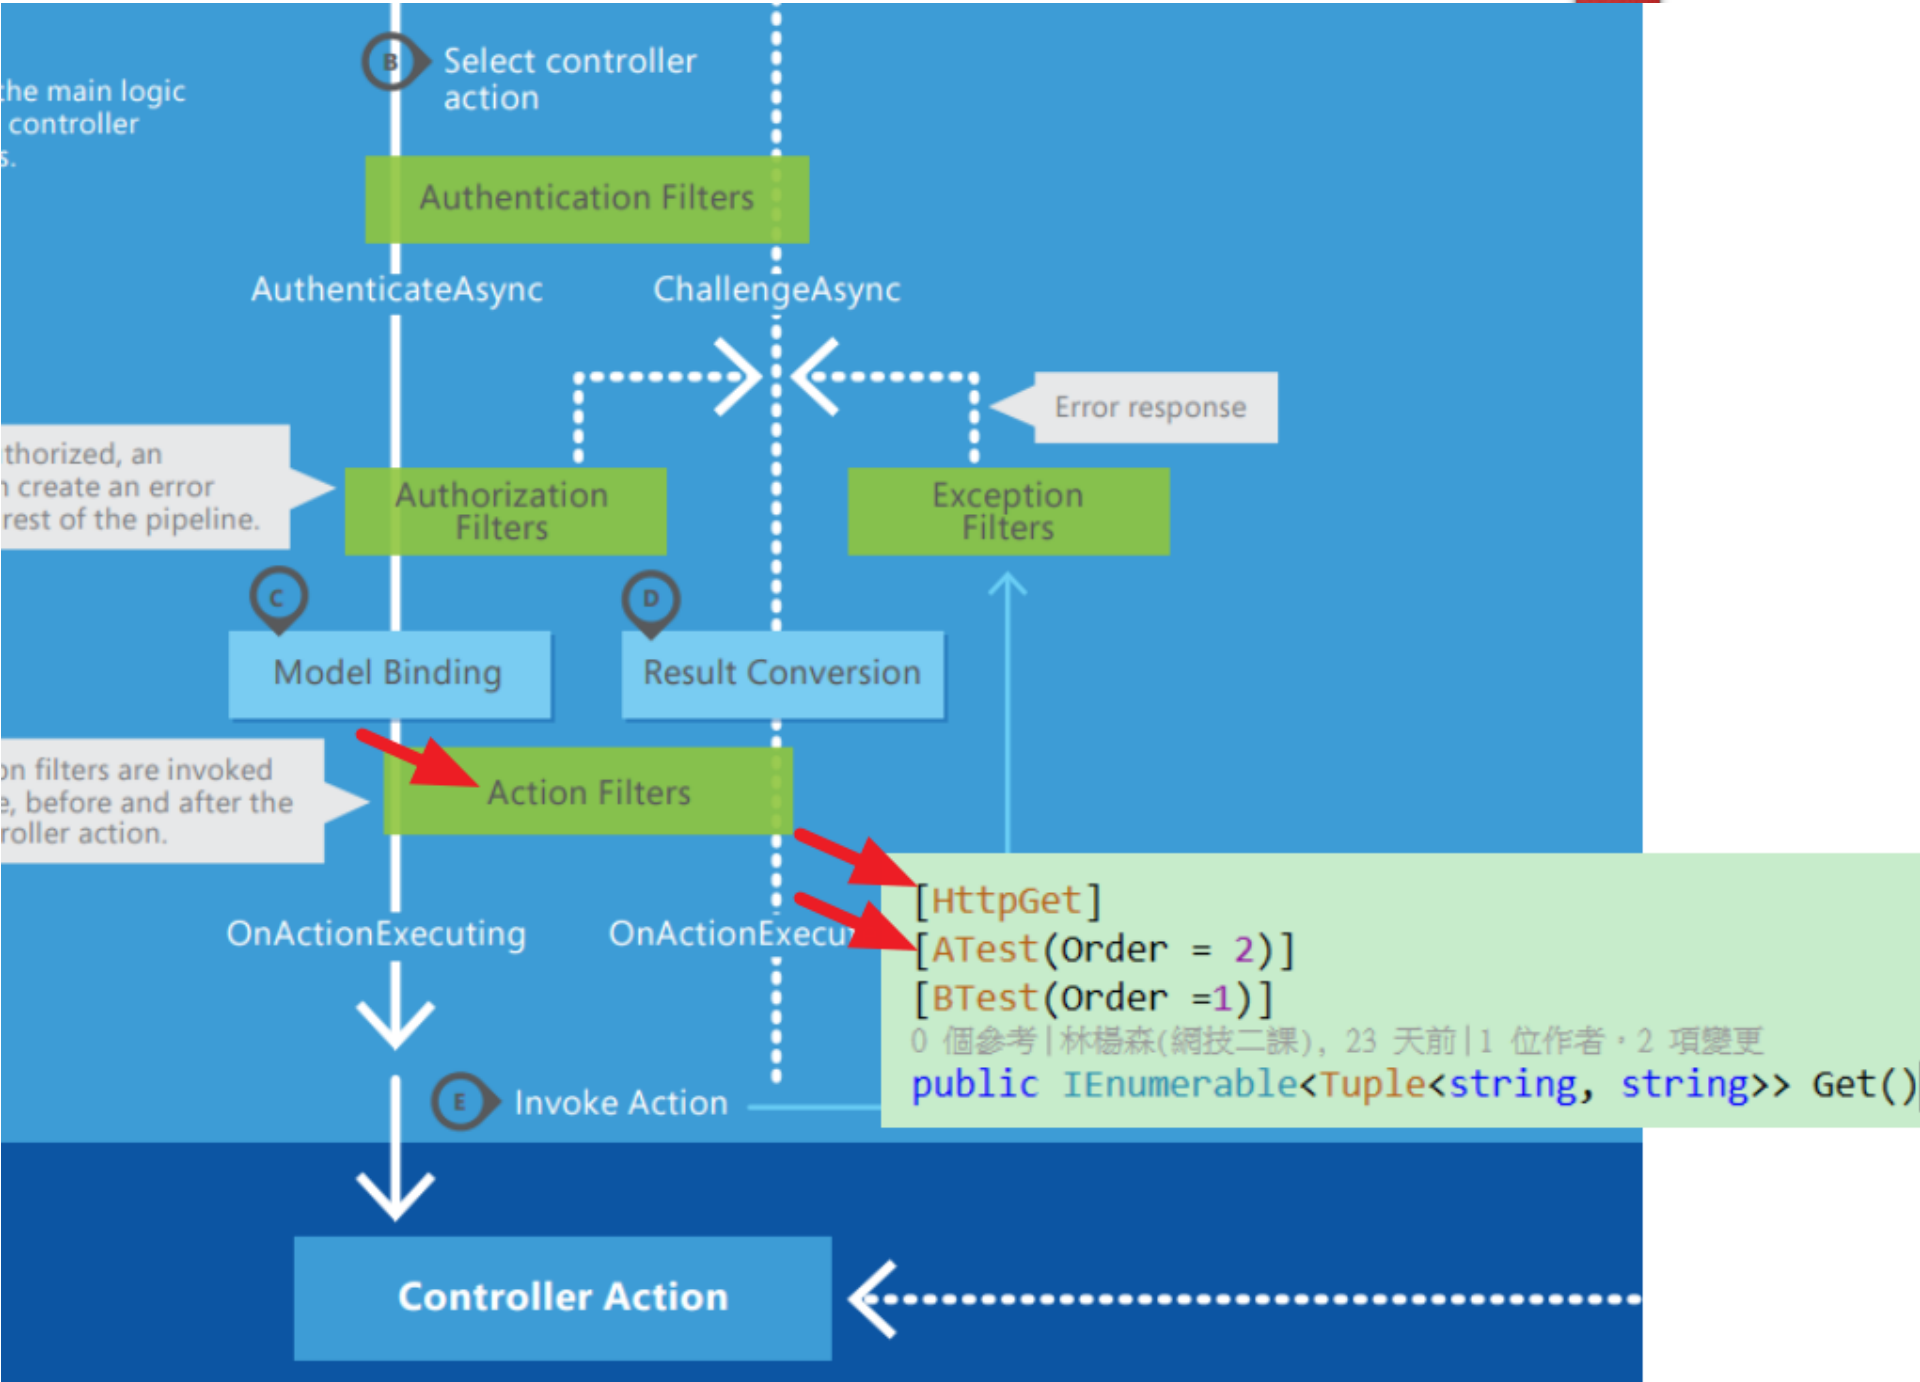 B
Select controller
action
the main logic
controller
s.
Authentication Filters
AuthenticateAsync
ChallengeAsync
Error response
thorized, an
n create an error
rest of the pipeline.
Authorization
Filters
Exception
Filters
C
D
Model Binding
Result Conversion
on filters are invoked
e, before and after the
roller action.
Action Filters
OnActionExecuting
OnActionExecu
[HttpGet]
[ATest(Order = 2)]
[BTest(Order =1)]
0 個參考|林楊森(網技二課), 23 天前|1 位作者，2 項變更
public IEnumerable<Tuple<string, string>> Get()
E
Invoke Action
Controller Action